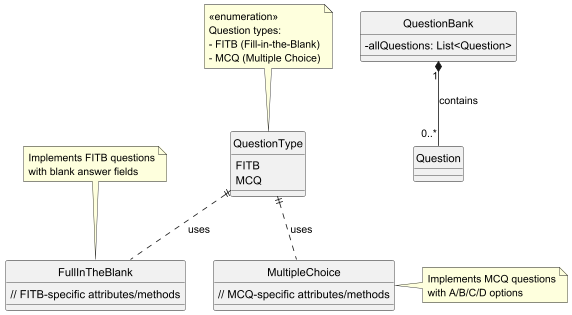 «enumeration»
Question types:
- FITB (Fill-in-the-Blank)
- MCQ (Multiple Choice)
QuestionBank
-allQuestions: List<Question>
1
contains
0..*
Question
QuestionType
FITB
MCQ
Implements FITB questions
with blank answer fields
uses
uses
FullInTheBlank
// FITB-specific attributes/methods
MultipleChoice
// MCQ-specific attributes/methods
Implements MCQ questions
with A/B/C/D options